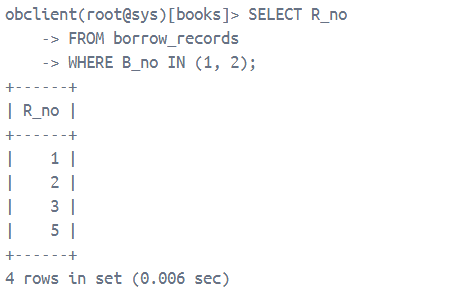 obclient(root@sys)[books]> SELECT R_no
    -> FROM borrow_records
    -> WHERE B_no IN (1, 2);
+------+
| R_no |
+------+
|    1 |
|    2 |
|    3 |
|    5 |
+------+
4 rows in set (0.006 sec)